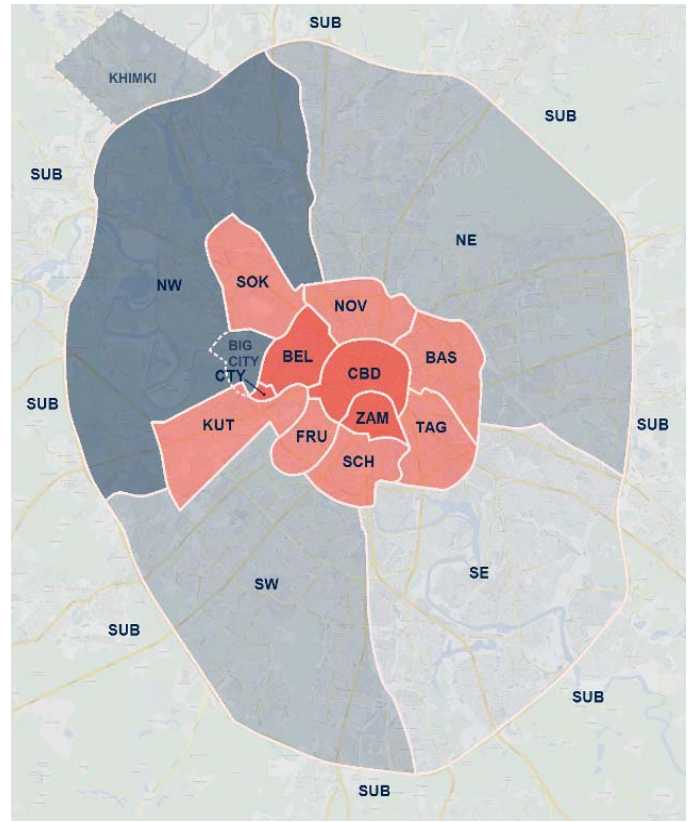 SUB
KHIMKI
SUB
SUB
NE
NW
SOK
NOV
BIG
CITY
BEL
BAS
CBD
CTY
SUB
ZAM
SUB
KUT
FRU
TAG
SCH
SE
SW
SUB
SUB
SUB